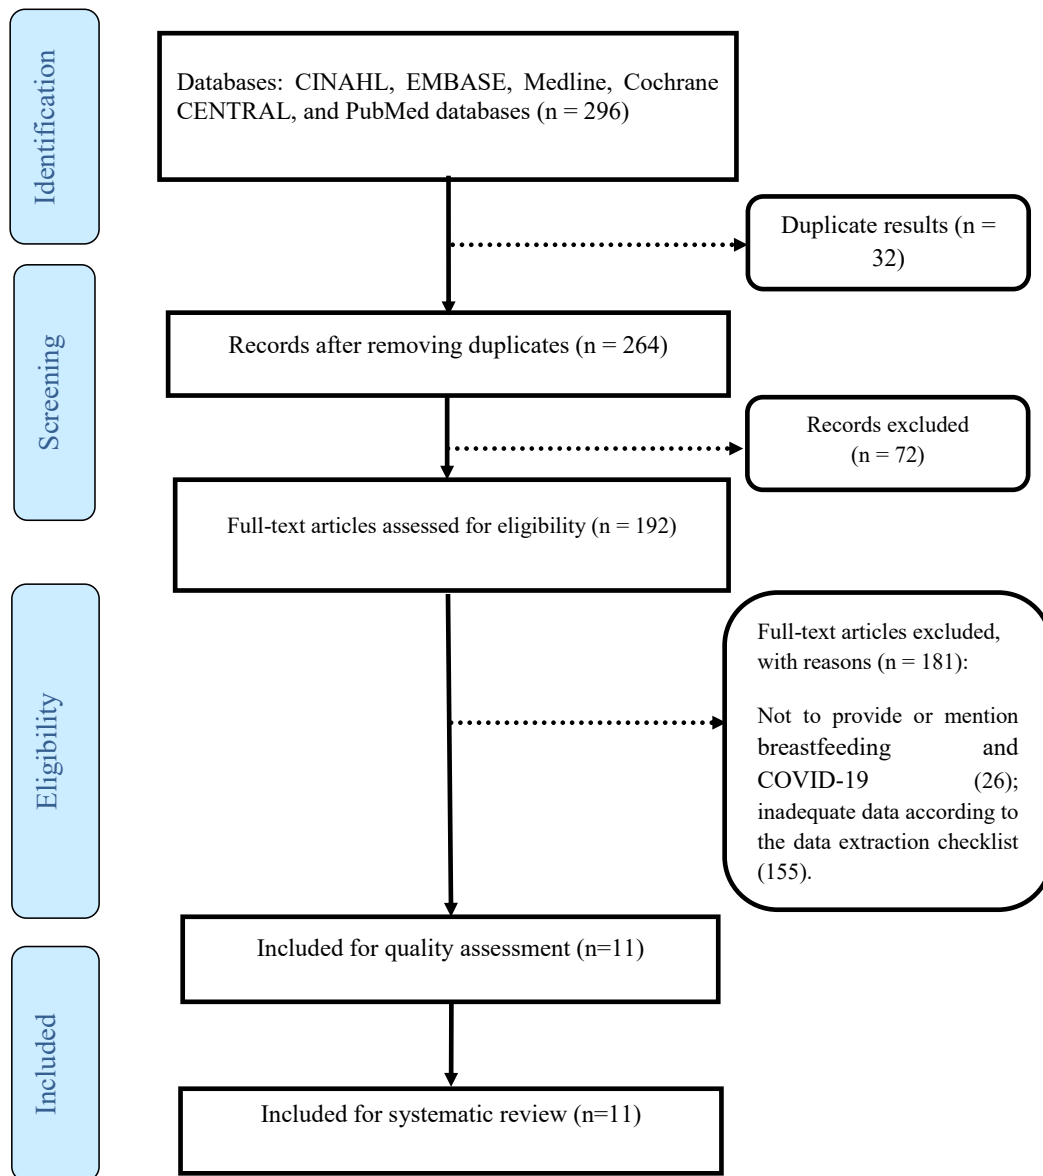 Identification
Databases: CINAHL, EMBASE, Medline, Cochrane
CENTRAL, and PubMed databases (n = 296)
Duplicate results (n =
32)
Screening
Records after removing duplicates (n = 264)
Records excluded
(n = 72)
Full-text articles assessed for eligibility (n = 192)
Eligibility
Full-text articles excluded,
with reasons (n = 181):
Not to provide or mention
breastfeeding and
COVID-19 (26);
inadequate data according to
the data extraction checklist
(155).
Included for quality assessment (n=11)
Included
Included for systematic review (n=11)